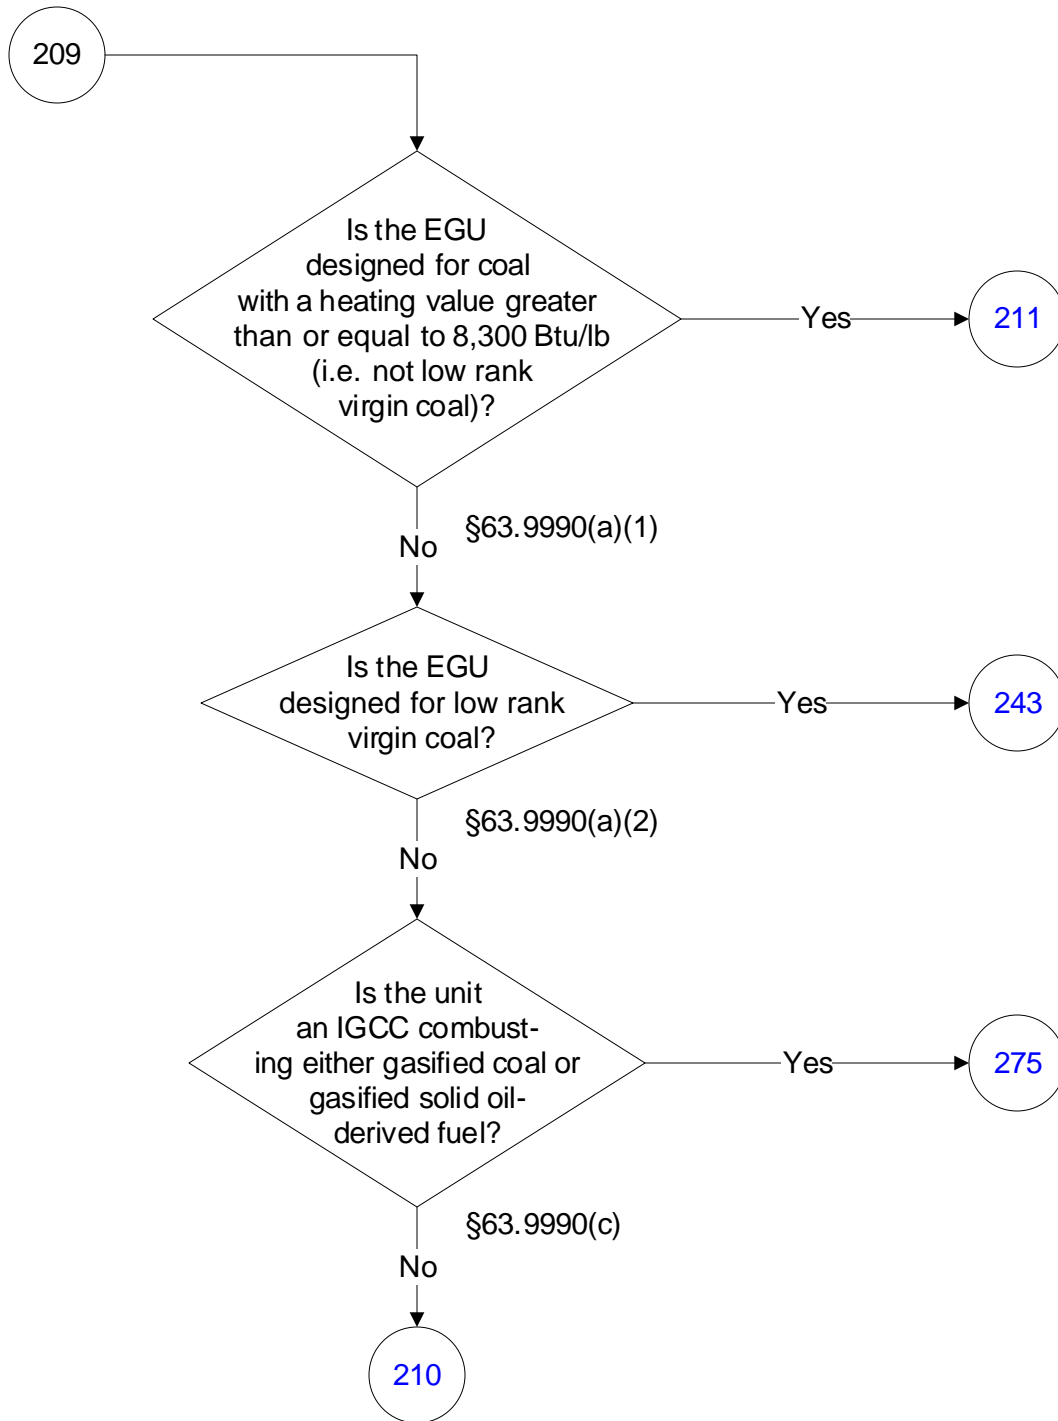 209
Is the EGU
designed for coal
with a heating value greater
than or equal to 8,300 Btu/lb
(i.e. not low rank
virgin coal)?
Yes
211
§63.9990(a)(1)
No
Is the EGU
designed for low rank
virgin coal?
Yes
243
§63.9990(a)(2)
No
Is the unit
an IGCC combust-
ing either gasified coal or
gasified solid oil-
derived fuel?
Yes
275
§63.9990(c)
No
210